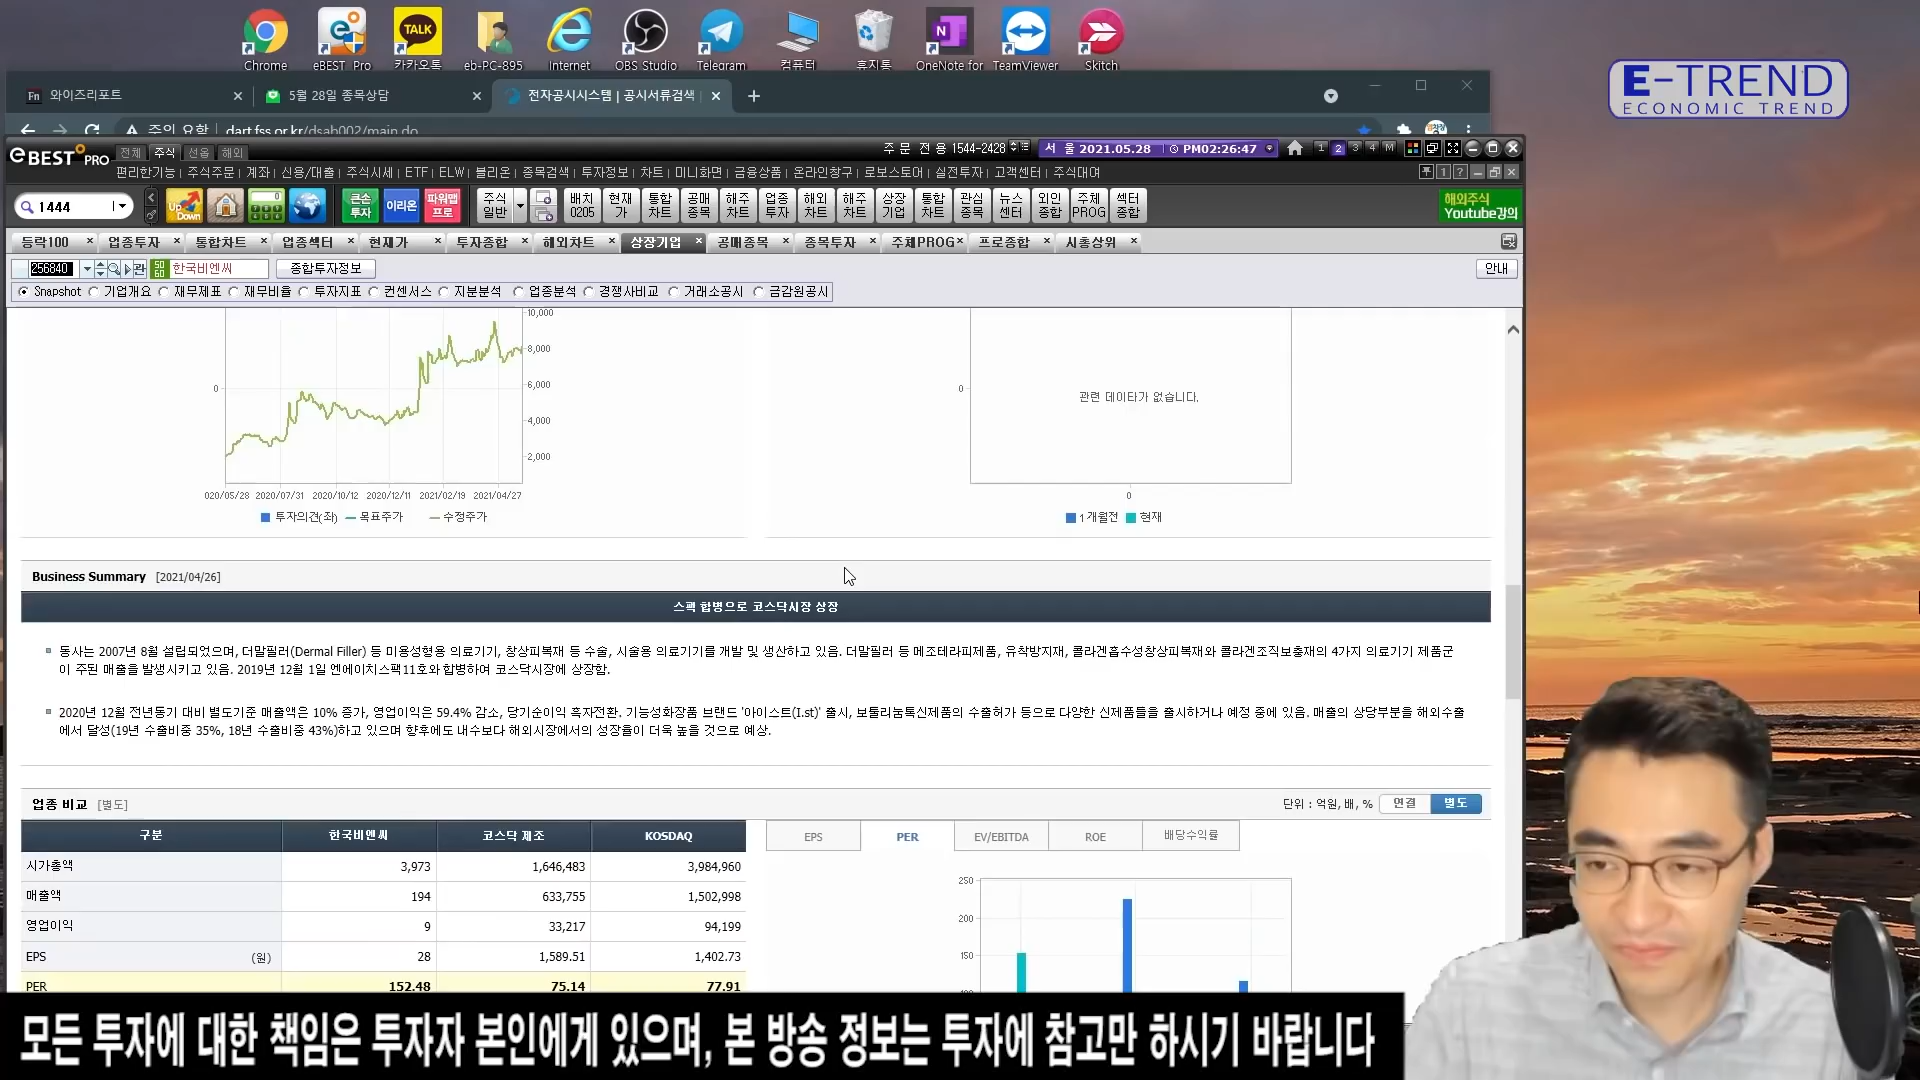 Chrome
eBEST Pro
TALK
카카오톡
eb-PC-895
Internet
OBS Studio
Telegram
컴퓨터
휴지통
OneNote for
TeamViewer
Skitch
E-TREND
ECONOMIC TREND
Fn 와이즈리포트
5월 28일 종목상담
전자공시시스템 | 공시서류검색
주의 요함 dart.fss.or.kr/dsab002/main.do
eBEST PRO 전체 주식 선옵 해외
주 문 전 용 1544-2428 서 울 2021.05.28 PM02:26:47 1 2 3 4 M
편리한기능 주식주문 계좌 신용/대출 주식시세 ETF ELW 불리온 종목검색 투자정보 차트 미니화면 금융상품 온라인창구 로보스토어 실전투자 고객센터 주식대여
1444
Up Down
큰손 투자
이리온
파워맵 프로
주식 일반
배치 0205
현재 가
통합 차트
공매 종목
해주 차트
업종 투자
해외 차트
해주 차트
상장 기업
통합 차트
관심 종목
뉴스 센터
외인 종합
주체 PROG
섹터 종합
해외주식
Youtube강의
등락100 업종투자 통합차트 업종섹터 현재가 투자종합 해외차트 상장기업 공매종목 종목투자 주체PROG 프로종합 시총상위
256840 관 50 60 한국비엔씨 종합투자정보 안내
Snapshot 기업개요 재무제표 재무비율 투자지표 컨센서스 지분분석 업종분석 경쟁사비교 거래소공시 금감원공시
10,000
8,000
6,000
4,000
2,000
0
020/05/28 2020/07/31 2020/10/12 2020/12/11 2021/02/19 2021/04/27
투자의견(좌) 목표주가 수정주가
0
관련 데이타가 없습니다.
0
1개월전 현재
Business Summary [2021/04/26]
스팩 합병으로 코스닥시장 상장
동사는 2007년 8월 설립되었으며, 더말필러(Dermal Filler) 등 미용성형용 의료기기, 창상피복재 등 수술, 시술용 의료기기를 개발 및 생산하고 있음. 더말필러 등 메조테라피제품, 유착방지재, 콜라겐흡수성창상피복재와 콜라겐조직보충재의 4가지 의료기기 제품군
이 주된 매출을 발생시키고 있음. 2019년 12월 1일 엔에이치스팩11호와 합병하여 코스닥시장에 상장함.
2020년 12월 전년동기 대비 별도기준 매출액은 10% 증가, 영업이익은 59.4% 감소, 당기순이익 흑자전환. 기능성화장품 브랜드 '아이스트(I.st)' 출시, 보툴리눔톡신제품의 수출허가 등으로 다양한 신제품들을 출시하거나 예정 중에 있음. 매출의 상당부분을 해외수출
에서 달성(19년 수출비중 35%, 18년 수출비중 43%)하고 있으며 향후에도 내수보다 해외시장에서의 성장률이 더욱 높을 것으로 예상.
업종 비교 [별도]
단위 : 억원, 배, % 연결 별도
구분 한국비엔씨 코스닥 제조 KOSDAQ
시가총액 3,973 1,646,483 3,984,960
매출액 194 633,755 1,502,998
영업이익 9 33,217 94,199
EPS (원) 28 1,589.51 1,402.73
PER 152.48 75.14 77.91
EPS PER EV/EBITDA ROE 배당수익률
250
200
150
모든 투자에 대한 책임은 투자자 본인에게 있으며, 본 방송 정보는 투자에 참고만 하시기 바랍니다